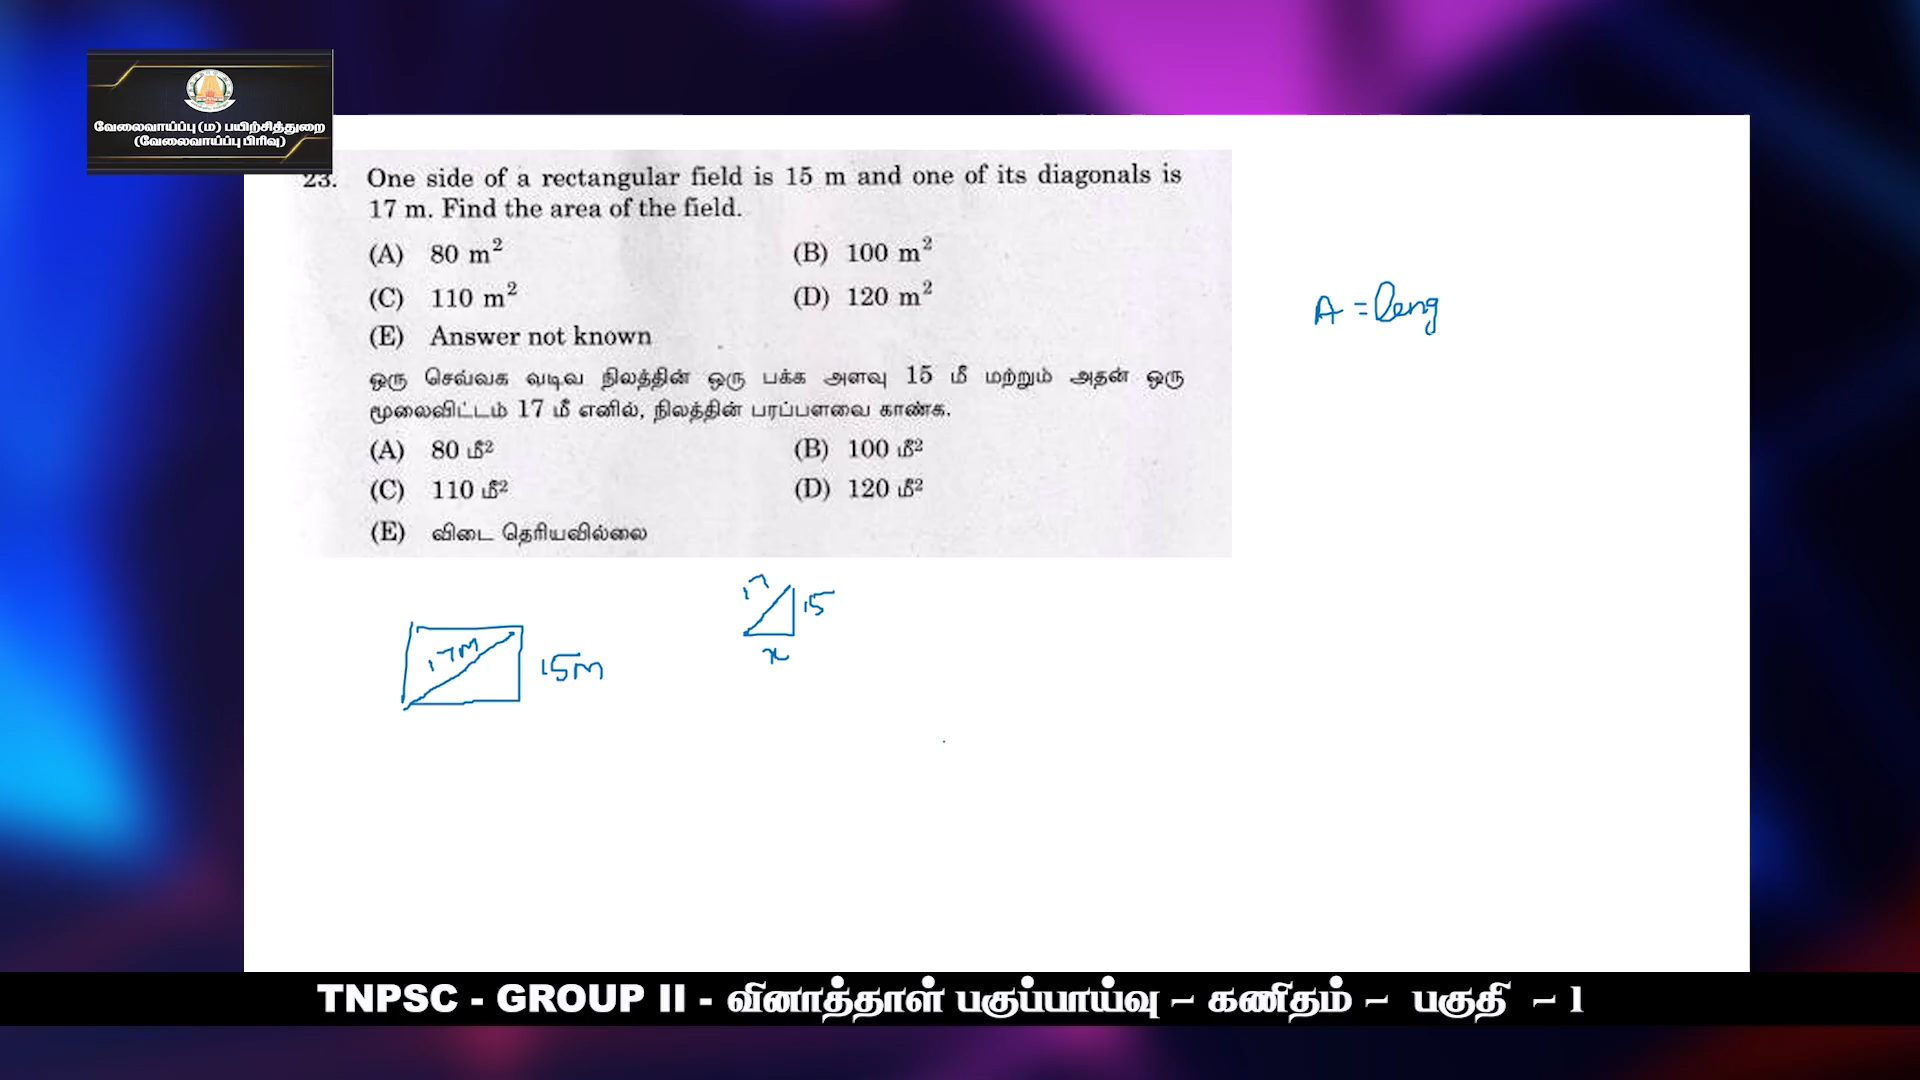 வேலைவாய்ப்பு (ம) பயிற்சித்துறை
(வேலைவாய்ப்பு பிரிவு)
23. One side of a rectangular field is 15 m and one of its diagonals is
17 m. Find the area of the field.
(A) 80 m² (B) 100 m²
(C) 110 m² (D) 120 m²
(E) Answer not known
ஒரு செவ்வக வடிவ நிலத்தின் ஒரு பக்க அளவு 15 மீ மற்றும் அதன் ஒரு
மூலைவிட்டம் 17 மீ எனில், நிலத்தின் பரப்பளவை காண்க.
(A) 80 மீ² (B) 100 மீ²
(C) 110 மீ² (D) 120 மீ²
(E) விடை தெரியவில்லை
A = leng
17 15
x
17m 15m
TNPSC - GROUP II - வினாத்தாள் பகுப்பாய்வு – கணிதம் – பகுதி – 1